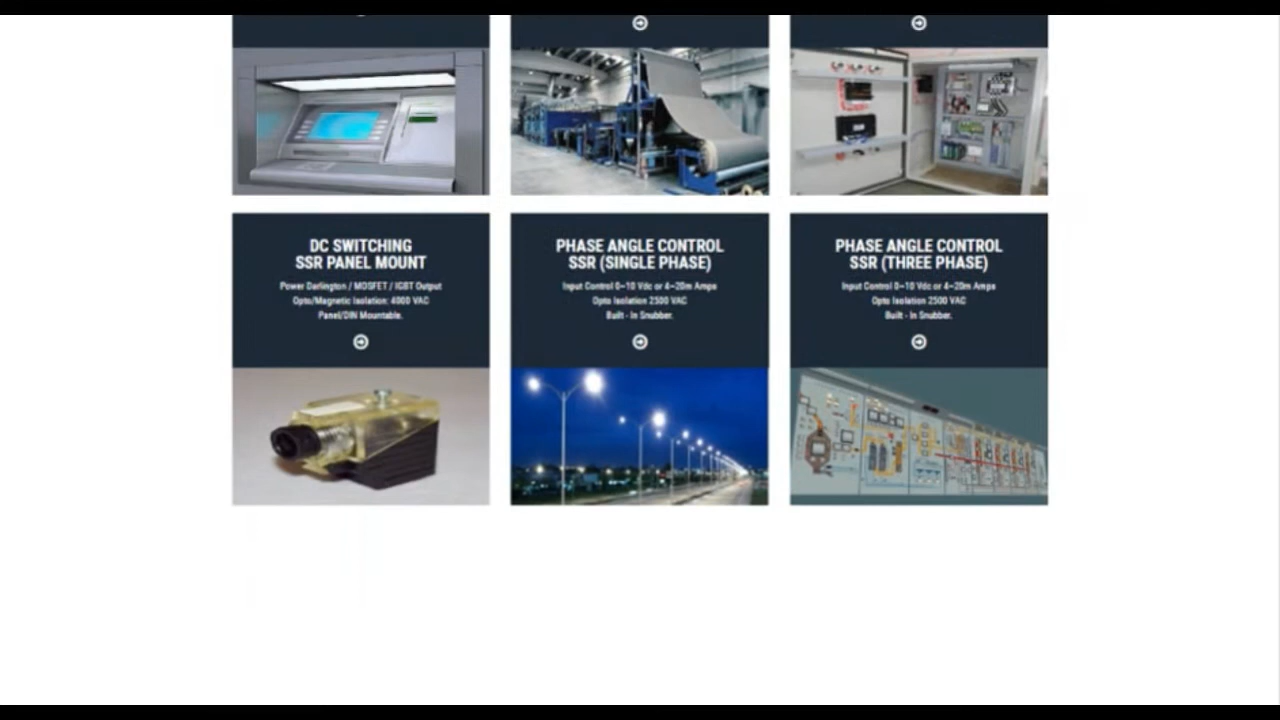 DC SWITCHING
SSR PANEL MOUNT
Power Darlington / MOSFET / IGBT Output
Opto/Magnetic Isolation: 4000 VAC
Panel/DIN Mountable.
PHASE ANGLE CONTROL
SSR (SINGLE PHASE)
Input Control 0~10 Vdc or 4~20m Amps
Opto Isolation 2500 VAC
Built - In Snubber.
PHASE ANGLE CONTROL
SSR (THREE PHASE)
Input Control 0~10 Vdc or 4~20m Amps
Opto Isolation 2500 VAC
Built - In Snubber.